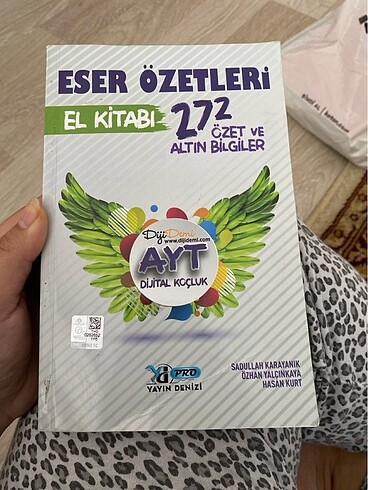 ESER ÖZETLERİ
EL KİTABI
272
ÖZET VE
ALTIN BİLGİLER
DijiDemi
www.dijidemi.com
AYT
DİJİTAL KOÇLUK
SADULLAH KARAYANIK
ÖZHAN YALÇINKAYA
HASAN KURT
PRO
YAYIN DENİZİ